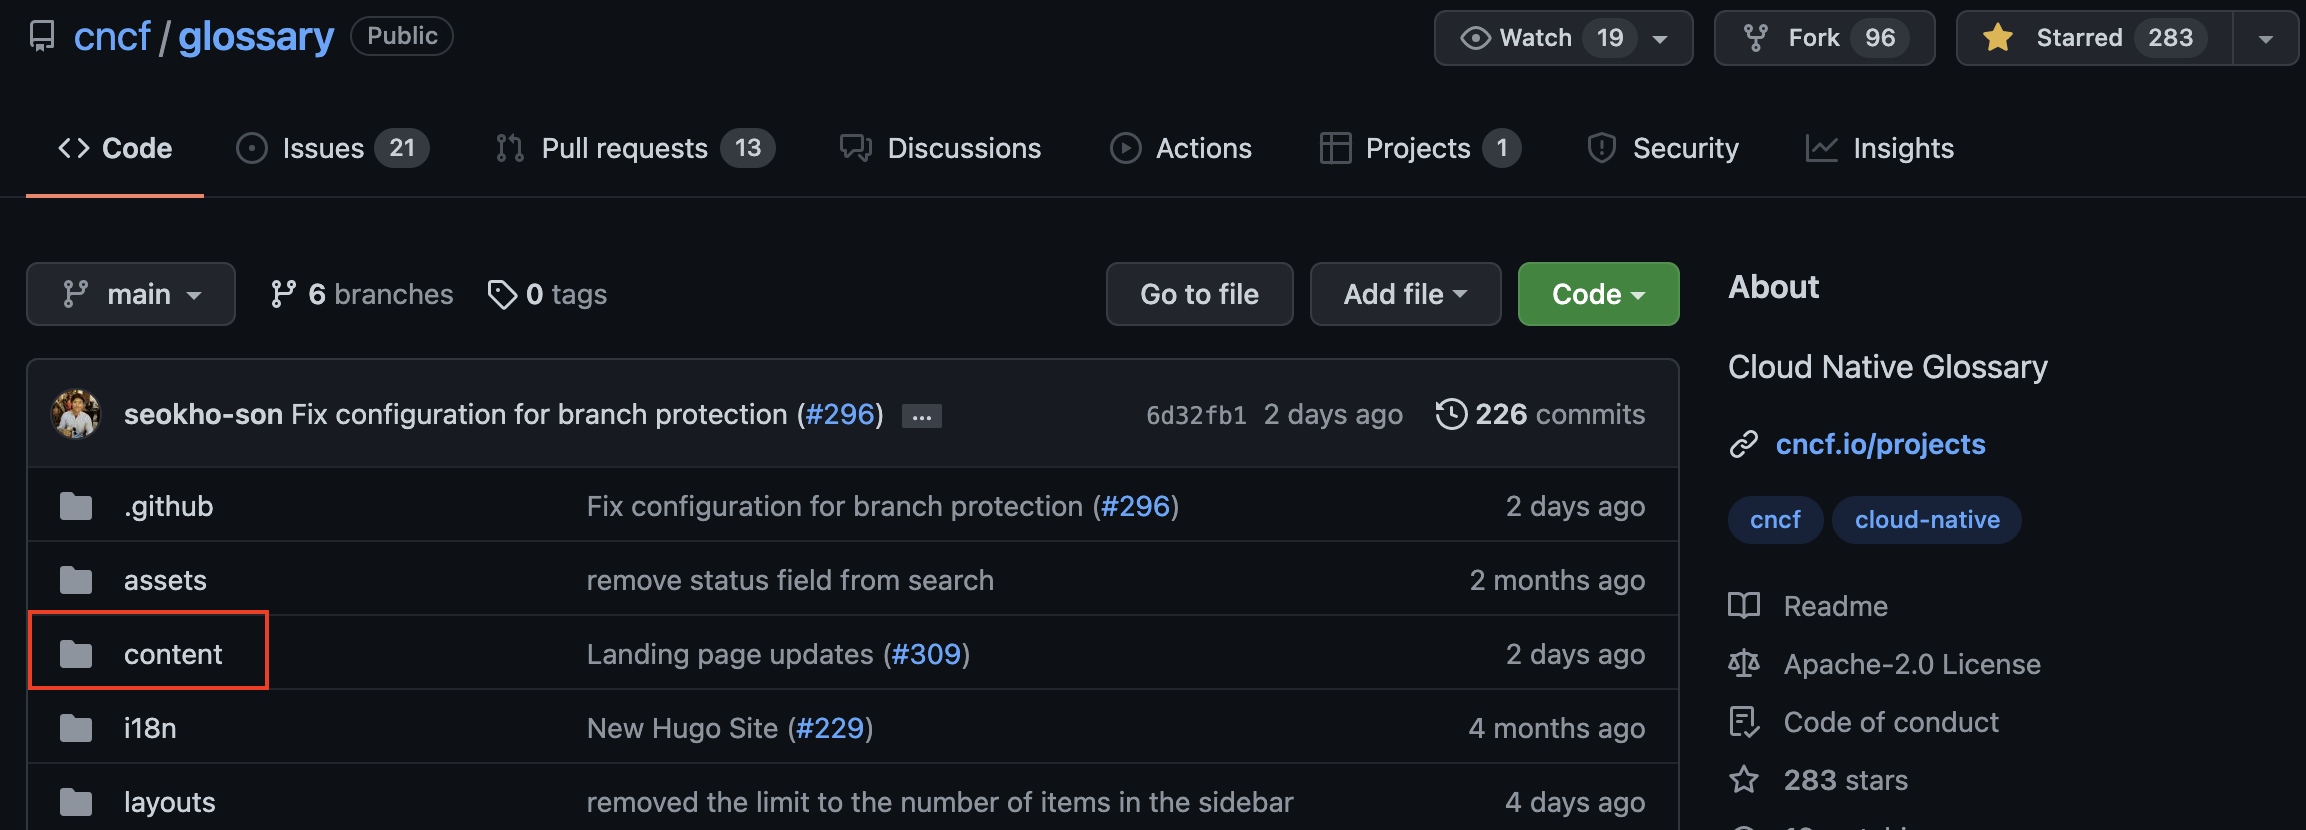 cncf / glossary Public
Watch 19 Fork 96 Starred 283
Code Issues 21 Pull requests 13 Discussions Actions Projects 1 Security Insights
main 6 branches 0 tags Go to file Add file Code
seokho-son Fix configuration for branch protection (#296) ... 6d32fb1 2 days ago 226 commits
.github Fix configuration for branch protection (#296) 2 days ago
assets remove status field from search 2 months ago
content Landing page updates (#309) 2 days ago
i18n New Hugo Site (#229) 4 months ago
layouts removed the limit to the number of items in the sidebar 4 days ago
About
Cloud Native Glossary
cncf.io/projects
cncf cloud-native
Readme
Apache-2.0 License
Code of conduct
283 stars